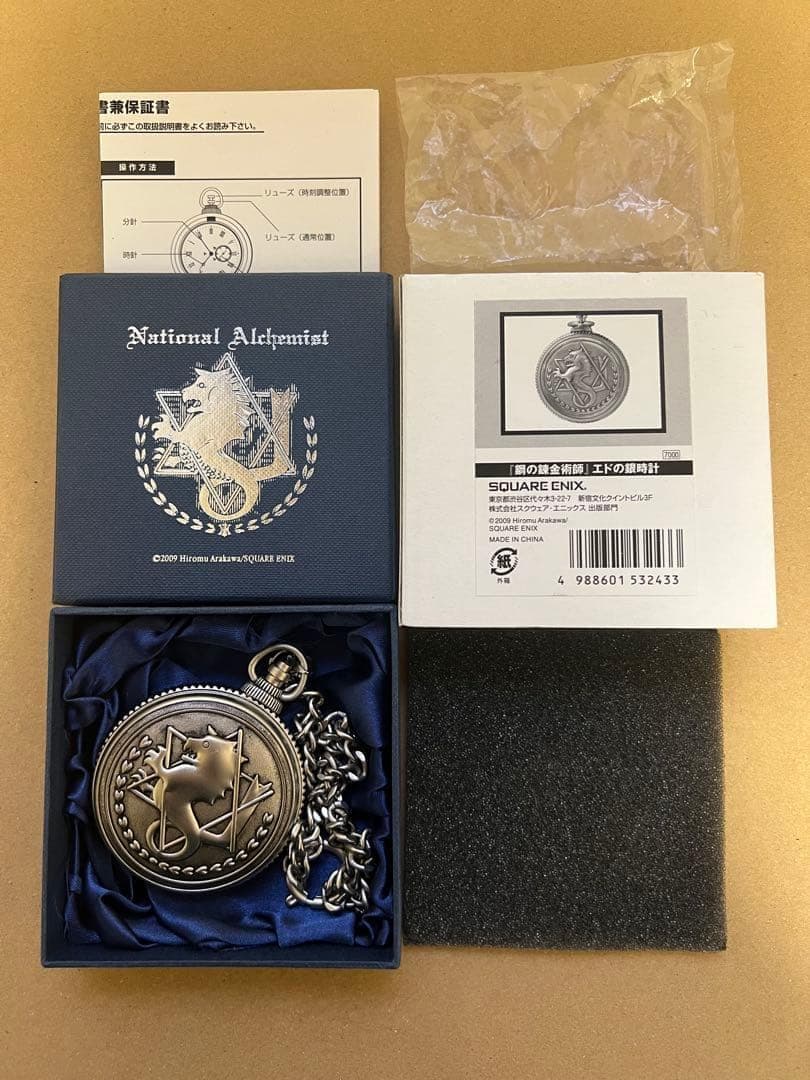 書兼保証書
前に必ずこの取扱説明書をよくお読み下さい。
操作方法
リューズ（時刻調整位置）
分針
リューズ（通常位置）
時針
National Alchemist
©2009 Hiromu Arakawa/SQUARE ENIX
7000
『鋼の錬金術師』エドの銀時計
SQUARE ENIX.
東京都渋谷区代々木3-22-7 新宿文化クイントビル3F
株式会社スクウェア・エニックス 出版部門
©2009 Hiromu Arakawa/
SQUARE ENIX
MADE IN CHINA
紙
外箱
4 988601 532433